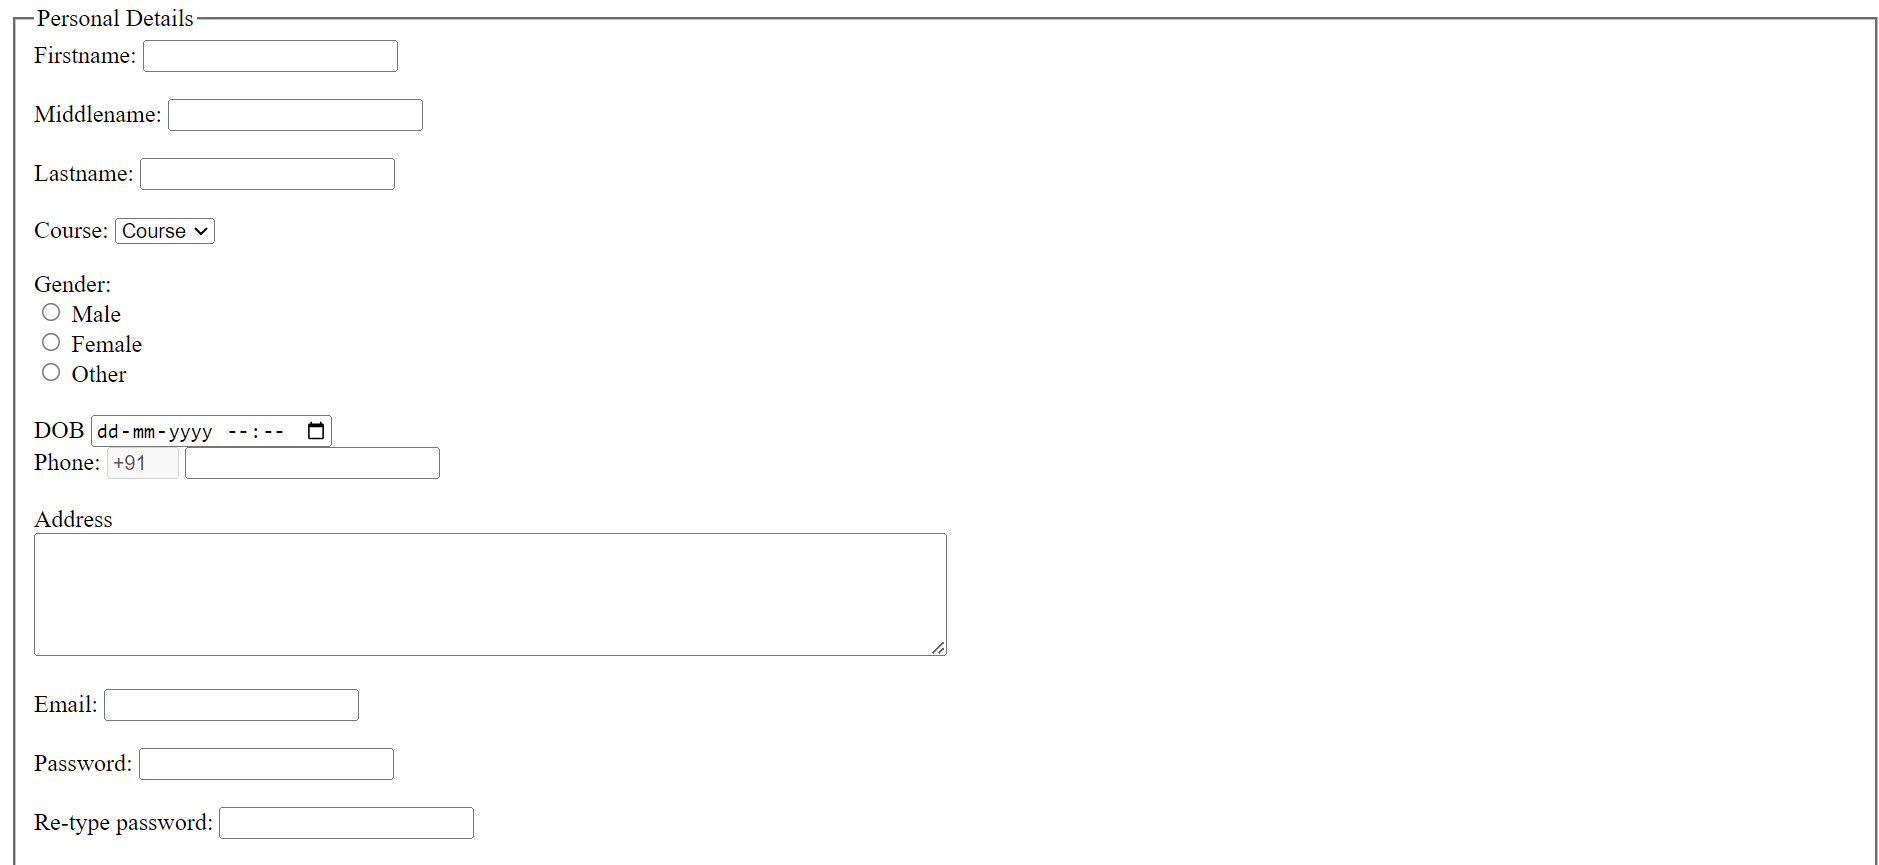 Personal Details
Firstname:
Middlename:
Lastname:
Course: Course
Gender:
Male
Female
Other
DOB dd-mm-yyyy --:--
Phone: +91
Address
Email:
Password:
Re-type password: